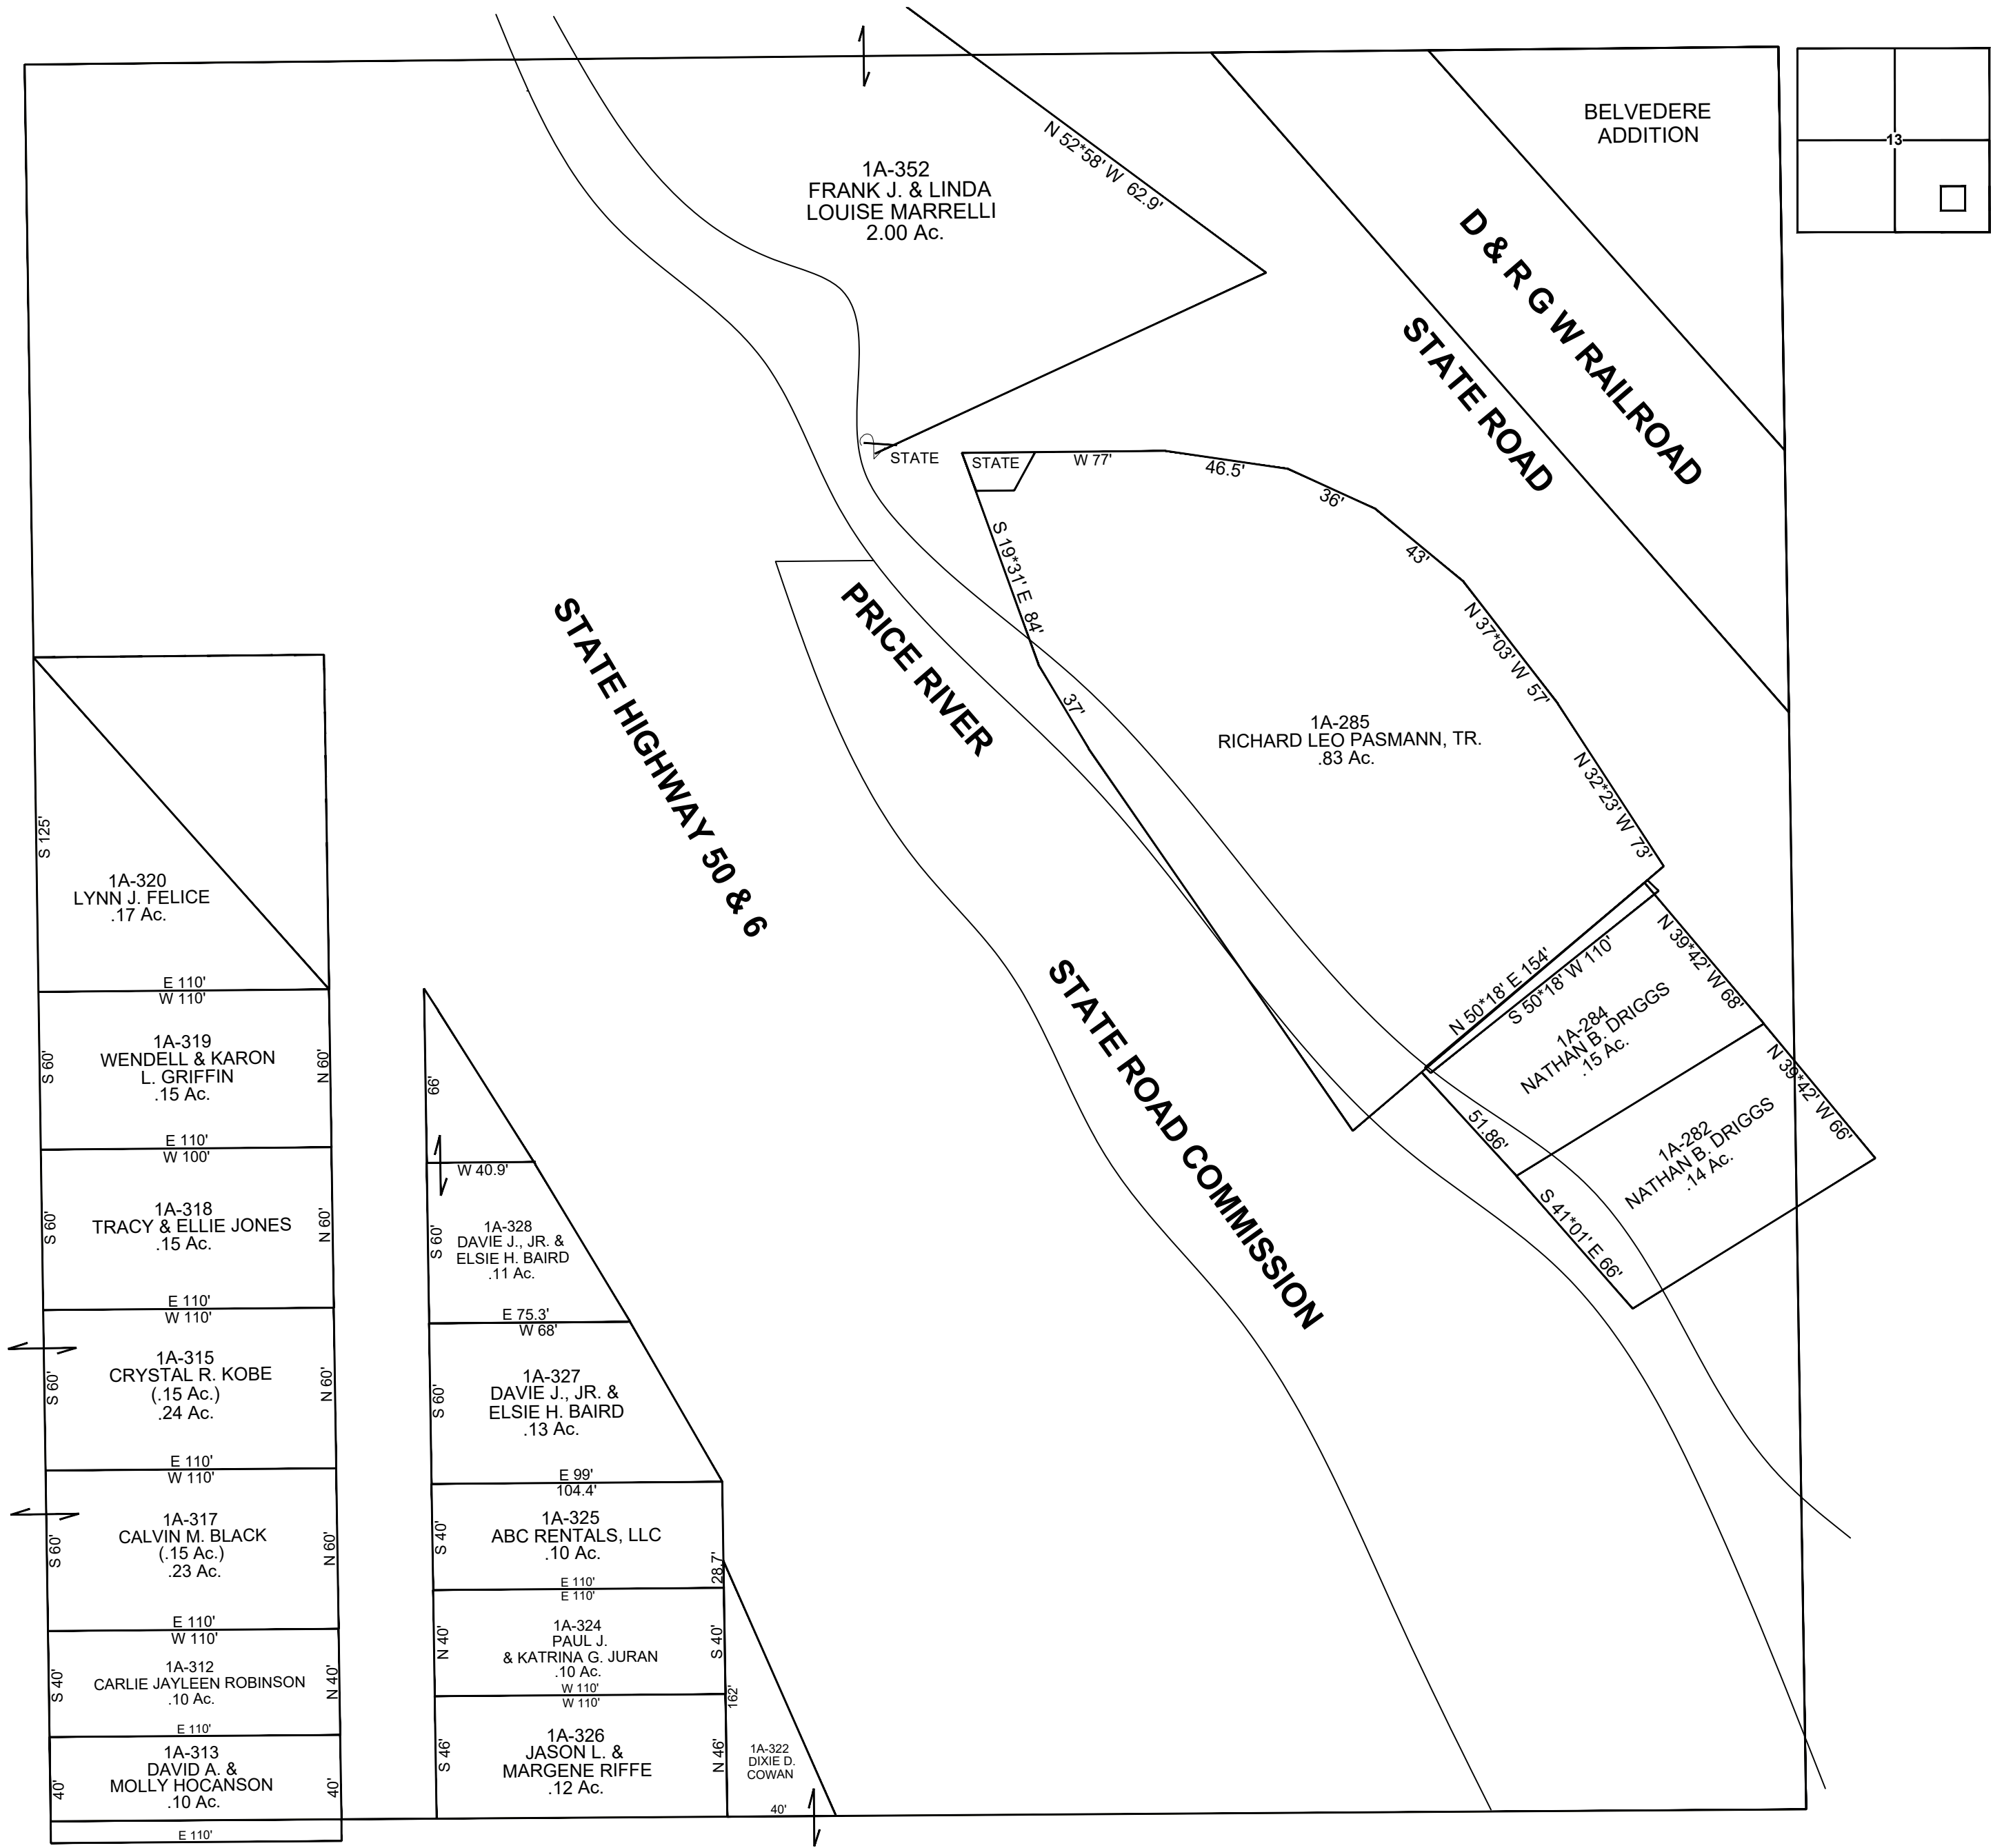 BELVEDERE
ADDITION
13
1A-352
FRANK J. & LINDA
LOUISE MARRELLI
2.00 Ac.
N 52*58' W 62.9'
D & R G W RAILROAD
STATE ROAD
STATE
STATE
W 77'
46.5'
36'
43'
N 37*03' W 57'
N 32*23' W 73'
S 19*31' E 84'
37'
1A-285
RICHARD LEO PASMANN, TR.
.83 Ac.
PRICE RIVER
STATE HIGHWAY 50 & 6
STATE ROAD COMMISSION
N 50*18' E 154'
S 50*18' W 110'
N 39*42' W 68'
1A-284
NATHAN B. DRIGGS
.15 Ac.
51.86'
N 39*42' W 66'
1A-282
NATHAN B. DRIGGS
.14 Ac.
S 41*01' E 66'
S 125'
1A-320
LYNN J. FELICE
.17 Ac.
E 110'
W 110'
S 60'
1A-319
WENDELL & KARON
L. GRIFFIN
.15 Ac.
N 60'
E 110'
W 100'
S 60'
1A-318
TRACY & ELLIE JONES
.15 Ac.
N 60'
E 110'
W 110'
S 60'
1A-315
CRYSTAL R. KOBE
(.15 Ac.)
.24 Ac.
N 60'
E 110'
W 110'
S 60'
1A-317
CALVIN M. BLACK
(.15 Ac.)
.23 Ac.
N 60'
E 110'
W 110'
S 40'
1A-312
CARLIE JAYLEEN ROBINSON
.10 Ac.
N 40'
E 110'
40'
1A-313
DAVID A. &
MOLLY HOCANSON
.10 Ac.
40'
E 110'
66'
W 40.9'
S 60'
1A-328
DAVIE J., JR. &
ELSIE H. BAIRD
.11 Ac.
E 75.3'
W 68'
S 60'
1A-327
DAVIE J., JR. &
ELSIE H. BAIRD
.13 Ac.
E 99'
104.4'
S 40'
1A-325
ABC RENTALS, LLC
.10 Ac.
28.7'
E 110'
E 110'
N 40'
1A-324
PAUL J.
& KATRINA G. JURAN
.10 Ac.
S 40'
W 110'
W 110'
162'
S 46'
1A-326
JASON L. &
MARGENE RIFFE
.12 Ac.
N 46'
1A-322
DIXIE D.
COWAN
40'